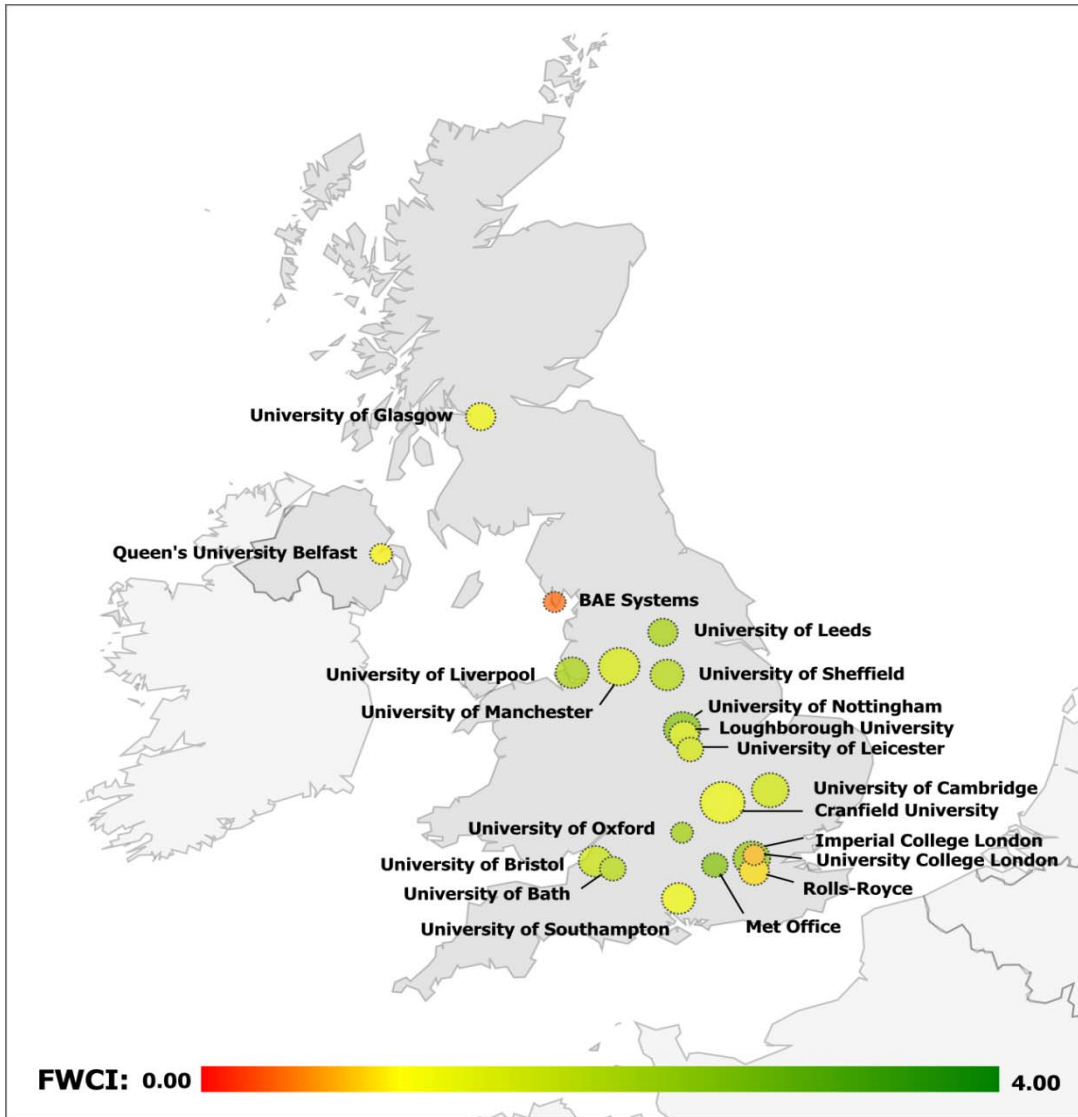 University of Glasgow
Queen's University Belfast
BAE Systems
University of Leeds
University of Liverpool
University of Sheffield
University of Manchester
University of Nottingham
Loughborough University
University of Leicester
University of Cambridge
Cranfield University
University of Oxford
Imperial College London
University College London
University of Bristol
Rolls-Royce
University of Bath
Met Office
University of Southampton
FWCI: 0.00 4.00